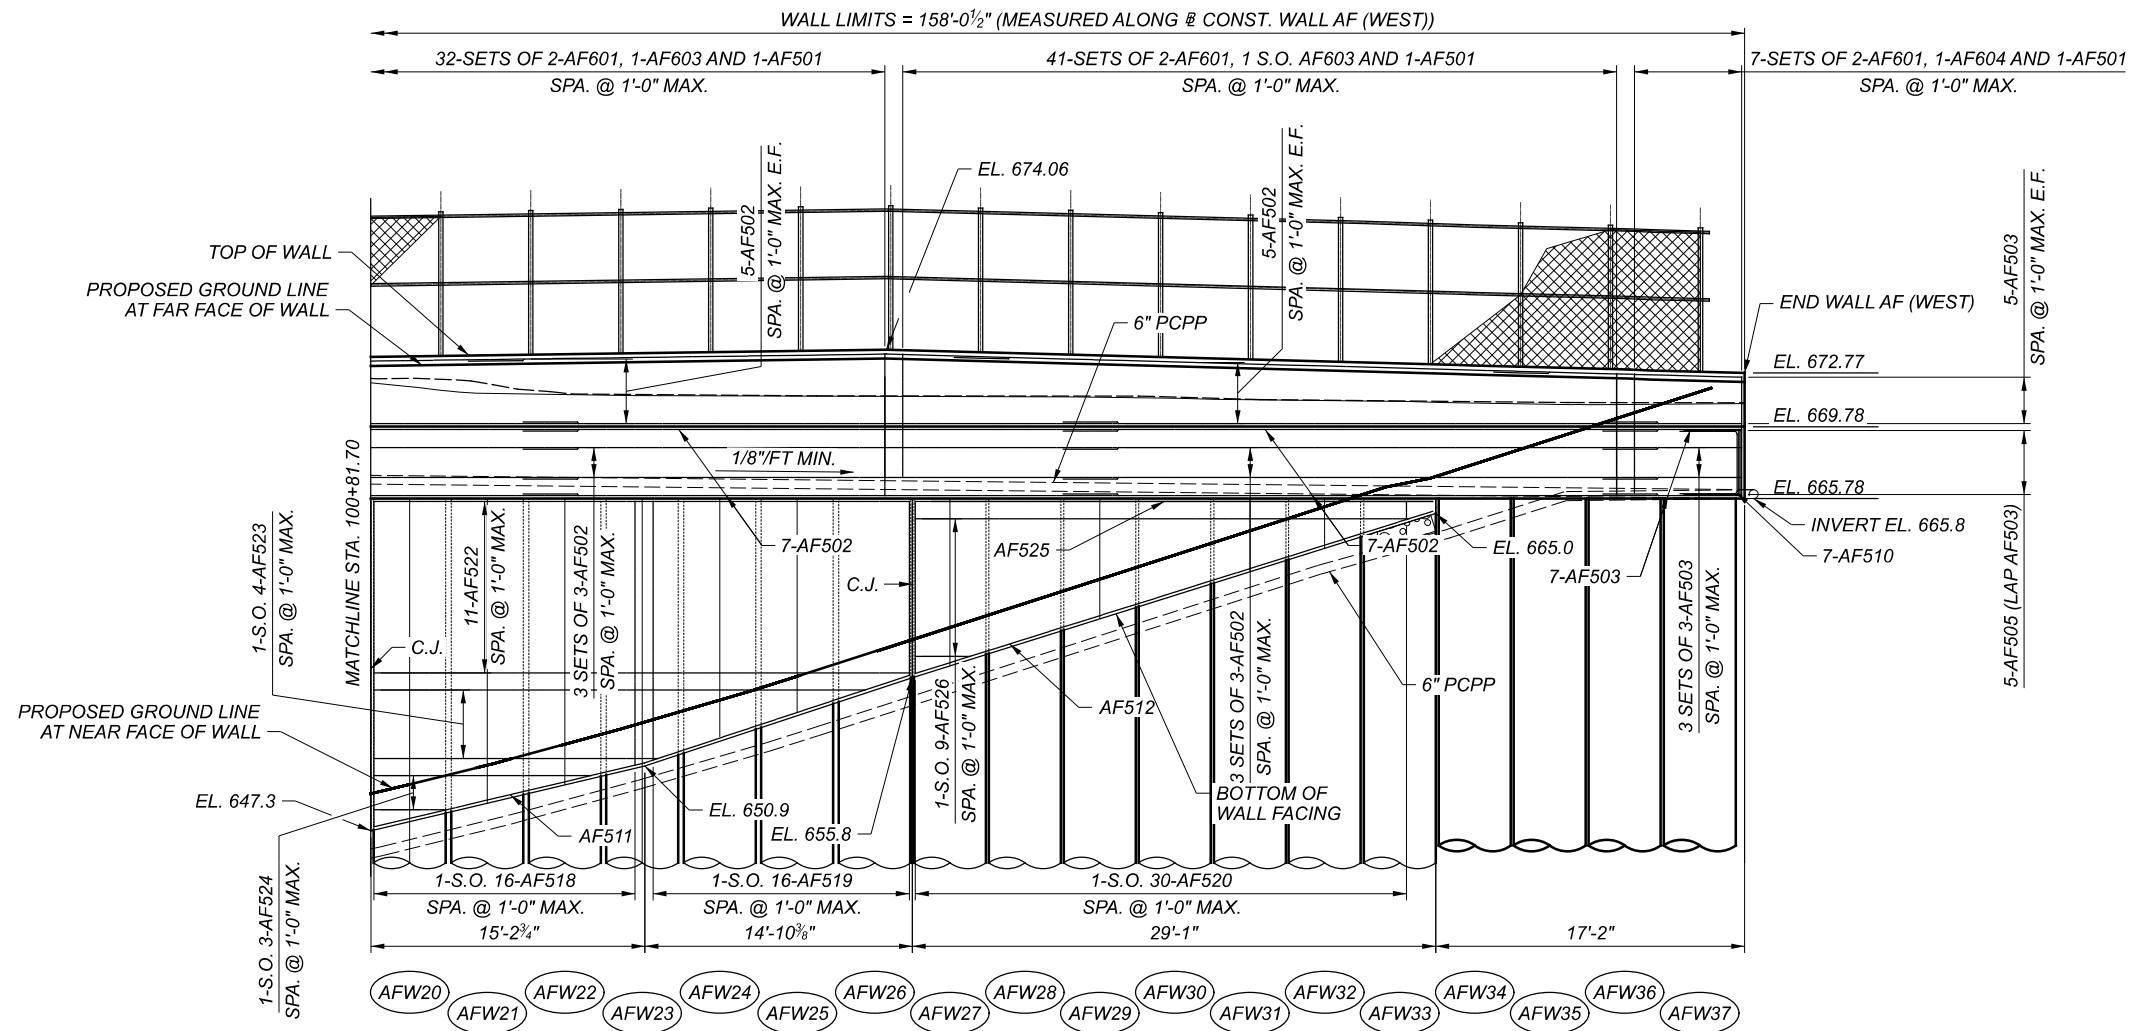 WALL LIMITS = 158'-0½" (MEASURED ALONG ⅊ CONST. WALL AF (WEST))
32-SETS OF 2-AF601, 1-AF603 AND 1-AF501
SPA. @ 1'-0" MAX.
41-SETS OF 2-AF601, 1 S.O. AF603 AND 1-AF501
SPA. @ 1'-0" MAX.
7-SETS OF 2-AF601, 1-AF604 AND 1-AF501
SPA. @ 1'-0" MAX.
5-AF502
SPA. @ 1'-0" MAX. E.F.
EL. 674.06
5-AF502
SPA. @ 1'-0" MAX. E.F.
5-AF503
SPA. @ 1'-0" MAX. E.F.
TOP OF WALL
PROPOSED GROUND LINE
AT FAR FACE OF WALL
6" PCPP
END WALL AF (WEST)
EL. 672.77
EL. 669.78
1/8"/FT MIN.
EL. 665.78
INVERT EL. 665.8
7-AF510
1-S.O. 4-AF523
SPA. @ 1'-0" MAX.
MATCHLINE STA. 100+81.70
11-AF522
SPA. @ 1'-0" MAX.
3 SETS OF 3-AF502
SPA. @ 1'-0" MAX.
7-AF502
AF525
C.J.
7-AF502
EL. 665.0
7-AF503
3 SETS OF 3-AF503
SPA. @ 1'-0" MAX.
5-AF505 (LAP AF503)
C.J.
PROPOSED GROUND LINE
AT NEAR FACE OF WALL
1-S.O. 9-AF526
SPA. @ 1'-0" MAX.
AF512
3 SETS OF 3-AF502
SPA. @ 1'-0" MAX.
6" PCPP
EL. 647.3
AF511
EL. 650.9
EL. 655.8
BOTTOM OF
WALL FACING
1-S.O. 3-AF524
SPA. @ 1'-0" MAX.
1-S.O. 16-AF518
SPA. @ 1'-0" MAX.
1-S.O. 16-AF519
SPA. @ 1'-0" MAX.
1-S.O. 30-AF520
SPA. @ 1'-0" MAX.
15'-2¾"
14'-10⅜"
29'-1"
17'-2"
AFW20
AFW21
AFW22
AFW23
AFW24
AFW25
AFW26
AFW27
AFW28
AFW29
AFW30
AFW31
AFW32
AFW33
AFW34
AFW35
AFW36
AFW37